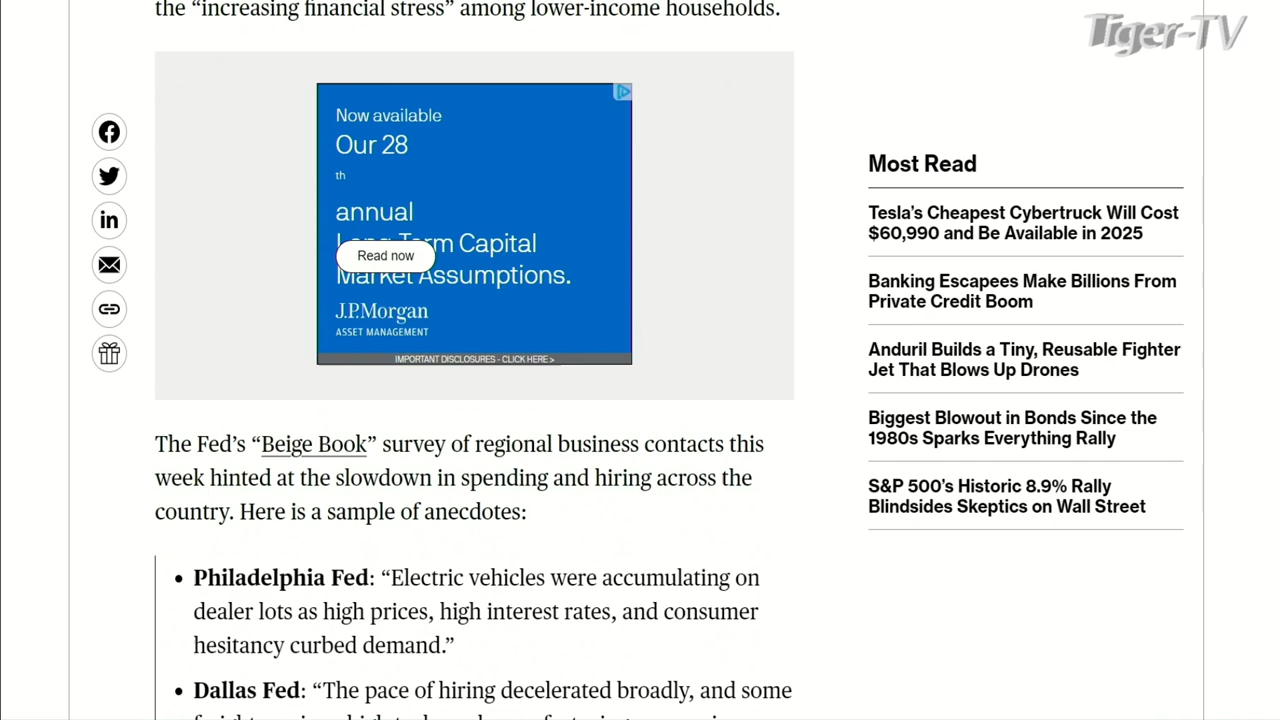 the “increasing financial stress” among lower-income households.
Tiger-TV
Now available
Our 28
th
annual
Term Capital
Market Assumptions.
Read now
J.P.Morgan
ASSET MANAGEMENT
IMPORTANT DISCLOSURES - CLICK HERE >
Most Read
Tesla’s Cheapest Cybertruck Will Cost
$60,990 and Be Available in 2025
Banking Escapees Make Billions From
Private Credit Boom
Anduril Builds a Tiny, Reusable Fighter
Jet That Blows Up Drones
Biggest Blowout in Bonds Since the
1980s Sparks Everything Rally
S&P 500’s Historic 8.9% Rally
Blindsides Skeptics on Wall Street
The Fed’s “Beige Book” survey of regional business contacts this
week hinted at the slowdown in spending and hiring across the
country. Here is a sample of anecdotes:
• Philadelphia Fed: “Electric vehicles were accumulating on
dealer lots as high prices, high interest rates, and consumer
hesitancy curbed demand.”
• Dallas Fed: “The pace of hiring decelerated broadly, and some